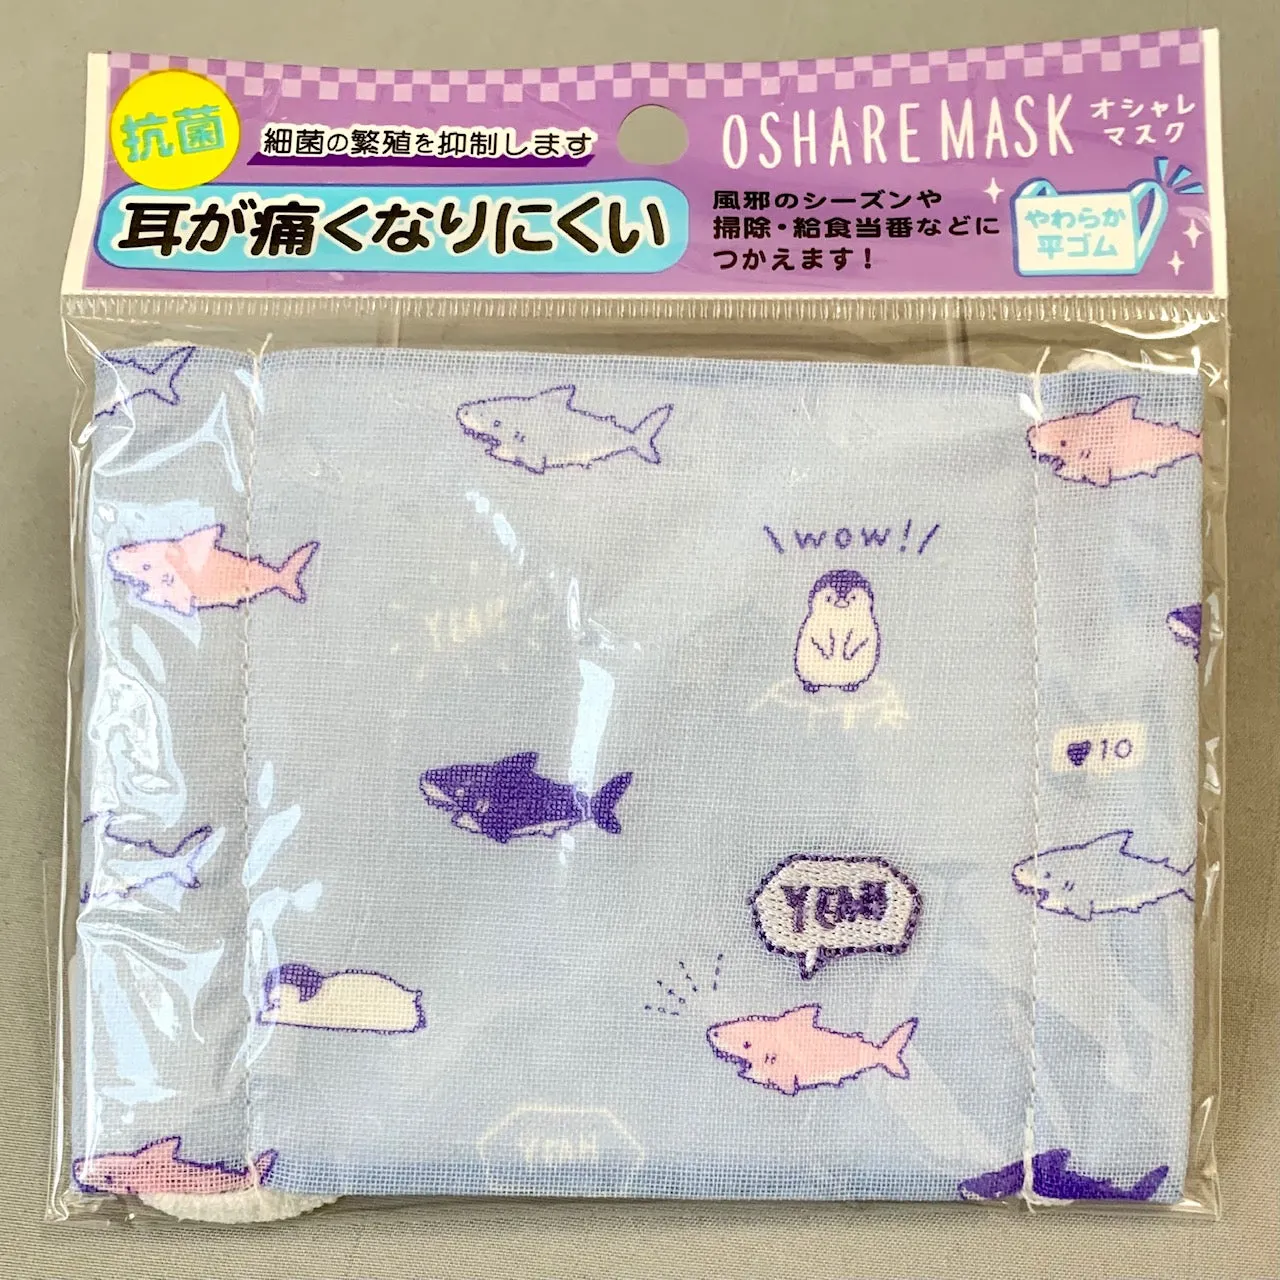 抗菌
細菌の繁殖を抑制します
耳が痛くなりにくい
OSHARE MASK
オシャレ
マスク
風邪のシーズンや
掃除・給食当番などに
つかえます！
やわらか
平ゴム
\WOW!/
♥10
YEAH
YEAH